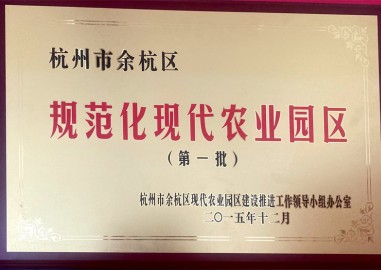 杭州市余杭区
规范化现代农业园区
(第一批)
杭州市余杭区现代农业园区建设推进工作领导小组办公室
二〇一五年十二月